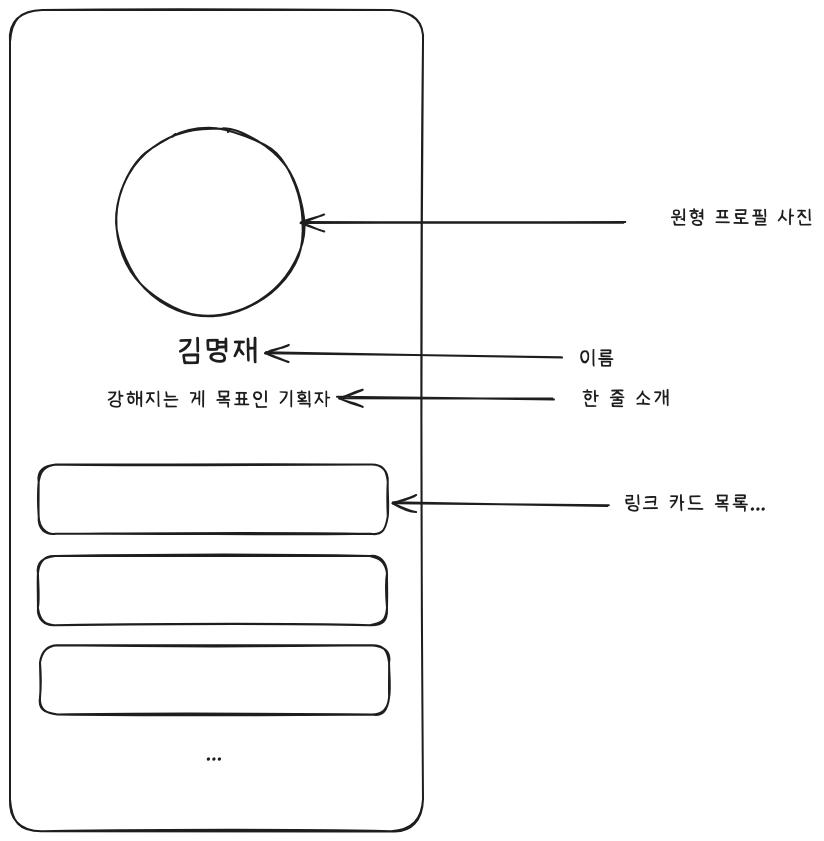 원형 프로필 사진
김명재
이름
강해지는 게 목표인 기획자
한 줄 소개
링크 카드 목록...
...